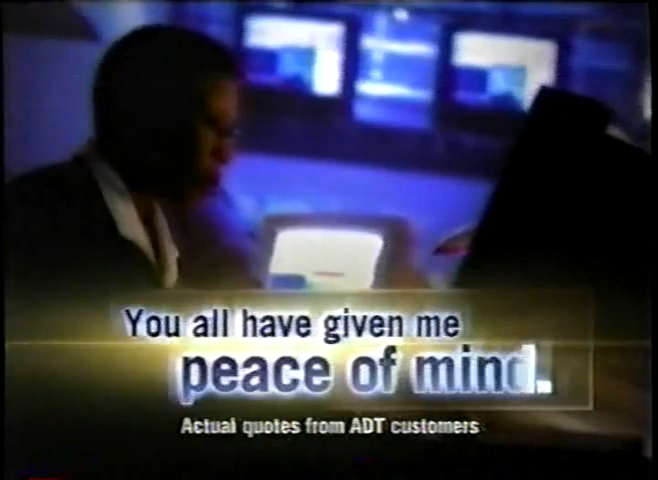 You all have given me
peace of mind.
Actual quotes from ADT customers